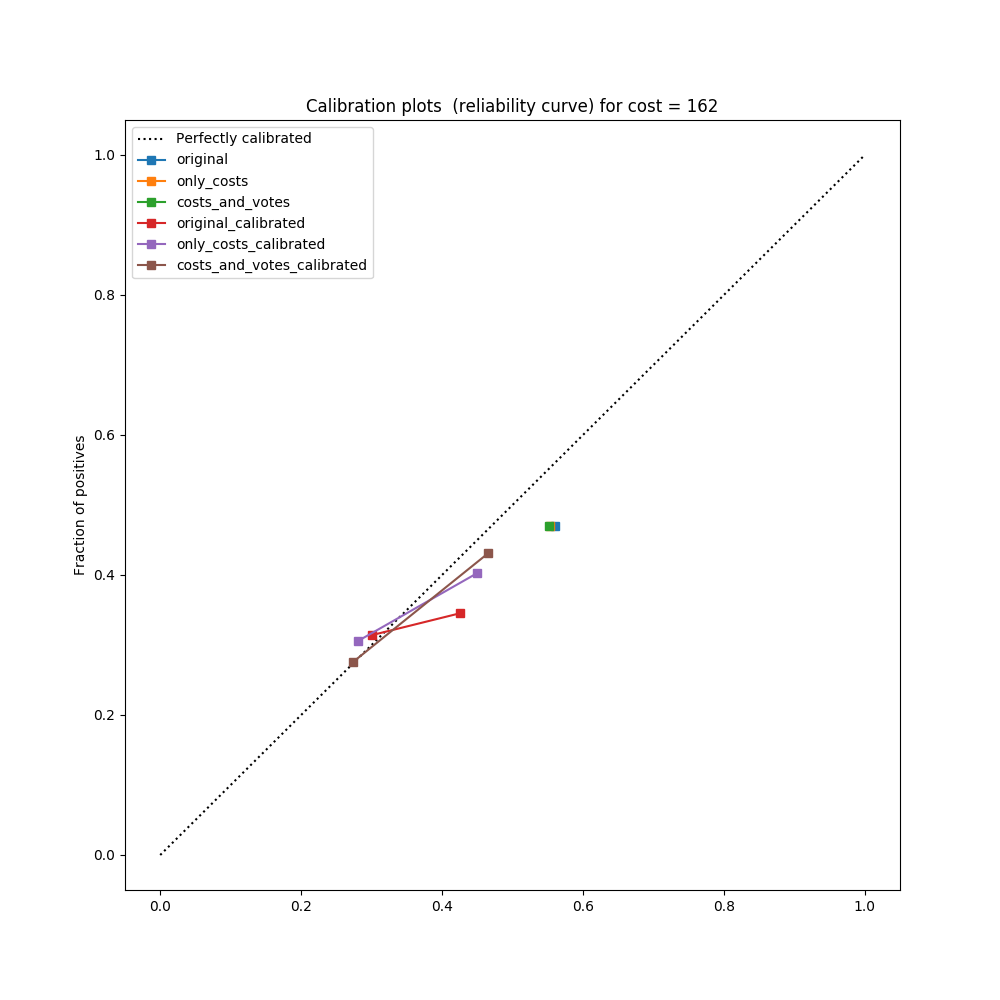 Calibration plots  (reliability curve) for cost = 162
Perfectly calibrated
original
only_costs
costs_and_votes
original_calibrated
only_costs_calibrated
costs_and_votes_calibrated
1.0
0.8
0.6
0.4
0.2
0.0
Fraction of positives
0.0 0.2 0.4 0.6 0.8 1.0